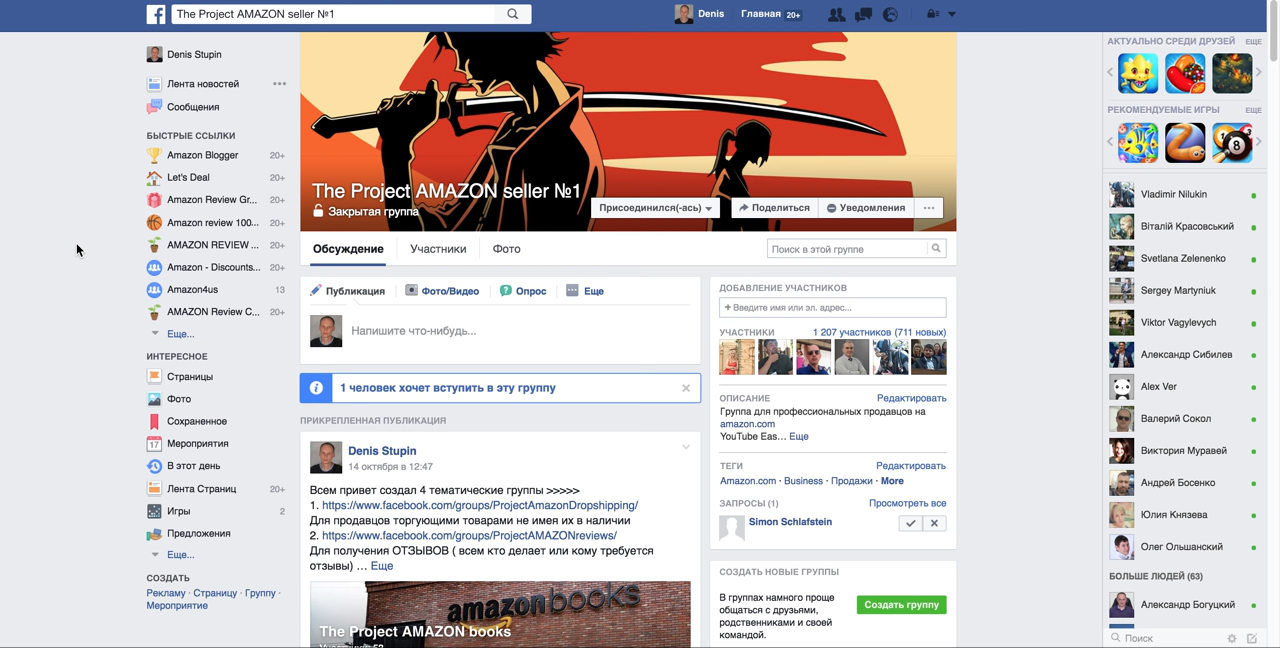 The Project AMAZON seller №1
Denis
Главная 20+
Denis Stupin
Лента новостей
Сообщения
БЫСТРЫЕ ССЫЛКИ
Amazon Blogger 20+
Let's Deal 20+
Amazon Review Gr... 20+
Amazon review 100... 20+
AMAZON REVIEW ... 20+
Amazon - Discounts... 20+
Amazon4us 13
AMAZON Review C... 20+
Еще...
ИНТЕРЕСНОЕ
Страницы
Фото
Сохраненное
17 Мероприятия
В этот день
Лента Страниц 20+
Игры 2
Предложения
Еще...
СОЗДАТЬ
Рекламу · Страницу · Группу ·
Мероприятие
The Project AMAZON seller №1
Закрытая группа
Присоединился(-ась)
Поделиться
Уведомления
Обсуждение
Участники
Фото
Поиск в этой группе
Публикация
Фото/Видео
Опрос
Еще
Напишите что-нибудь...
1 человек хочет вступить в эту группу
ПРИКРЕПЛЕННАЯ ПУБЛИКАЦИЯ
Denis Stupin
14 октября в 12:47
Всем привет создал 4 тематические группы >>>>>
1. https://www.facebook.com/groups/ProjectAmazonDropshipping/
Для продавцов торгующими товарами не имея их в наличии
2. https://www.facebook.com/groups/ProjectAMAZONreviews/
Для получения ОТЗЫВОВ ( всем кто делает или кому требуется
отзывы) ... Еще
amazonbooks
The Project AMAZON books
ДОБАВЛЕНИЕ УЧАСТНИКОВ
+ Введите имя или эл. адрес...
УЧАСТНИКИ 1 207 участников (711 новых)
ОПИСАНИЕ Редактировать
Группа для профессиональных продавцов на
amazon.com
YouTube Eas... Еще
ТЕГИ Редактировать
Amazon.com · Business · Продажи · More
ЗАПРОСЫ (1) Просмотреть все
Simon Schlafstein
СОЗДАТЬ НОВЫЕ ГРУППЫ
В группах намного проще
общаться с друзьями,
родственниками и своей
командой.
Создать группу
АКТУАЛЬНО СРЕДИ ДРУЗЕЙ ЕЩЕ
РЕКОМЕНДУЕМЫЕ ИГРЫ ЕЩЕ
8
Vladimir Nilukin
Віталій Красовський
Svetlana Zelenenko
Sergey Martyniuk
Viktor Vagylevych
Александр Сибилев
Alex Ver
Валерий Сокол
Виктория Муравей
Андрей Босенко
Юлия Князева
Олег Ольшанский
БОЛЬШЕ ЛЮДЕЙ (63)
Александр Богуцкий
Поиск